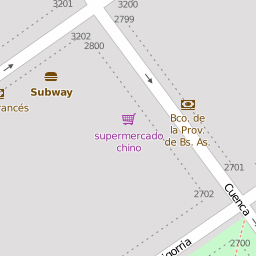 3201
3200
2799
3202
2800
Subway
rancés
supermercado
chino
Bco. de
la Prov.
de Bs. As.
2701
2702
Cuenca
igorria
2700